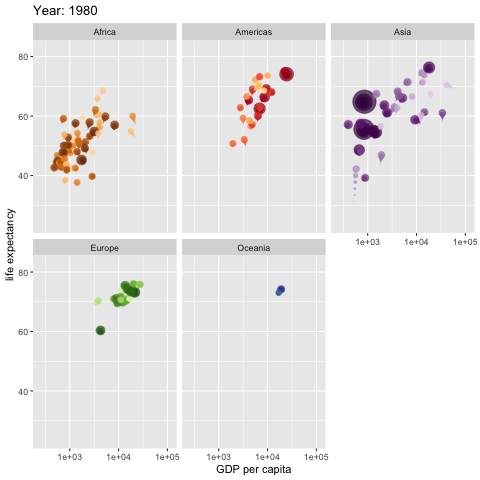 Year: 1980
Africa
Americas
Asia
80
60
40
1e+03
1e+04
1e+05
Europe
Oceania
80
60
40
1e+03
1e+04
1e+05
1e+03
1e+04
1e+05
life expectancy
GDP per capita